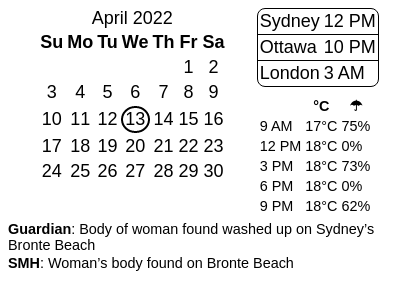 April 2022
Su Mo Tu We Th Fr Sa
1 2
3 4 5 6 7 8 9
10 11 12 13 14 15 16
17 18 19 20 21 22 23
24 25 26 27 28 29 30
Sydney 12 PM
Ottawa 10 PM
London 3 AM
°C ☂
9 AM 17°C 75%
12 PM 18°C 0%
3 PM 18°C 73%
6 PM 18°C 0%
9 PM 18°C 62%
Guardian: Body of woman found washed up on Sydney’s
Bronte Beach
SMH: Woman’s body found on Bronte Beach